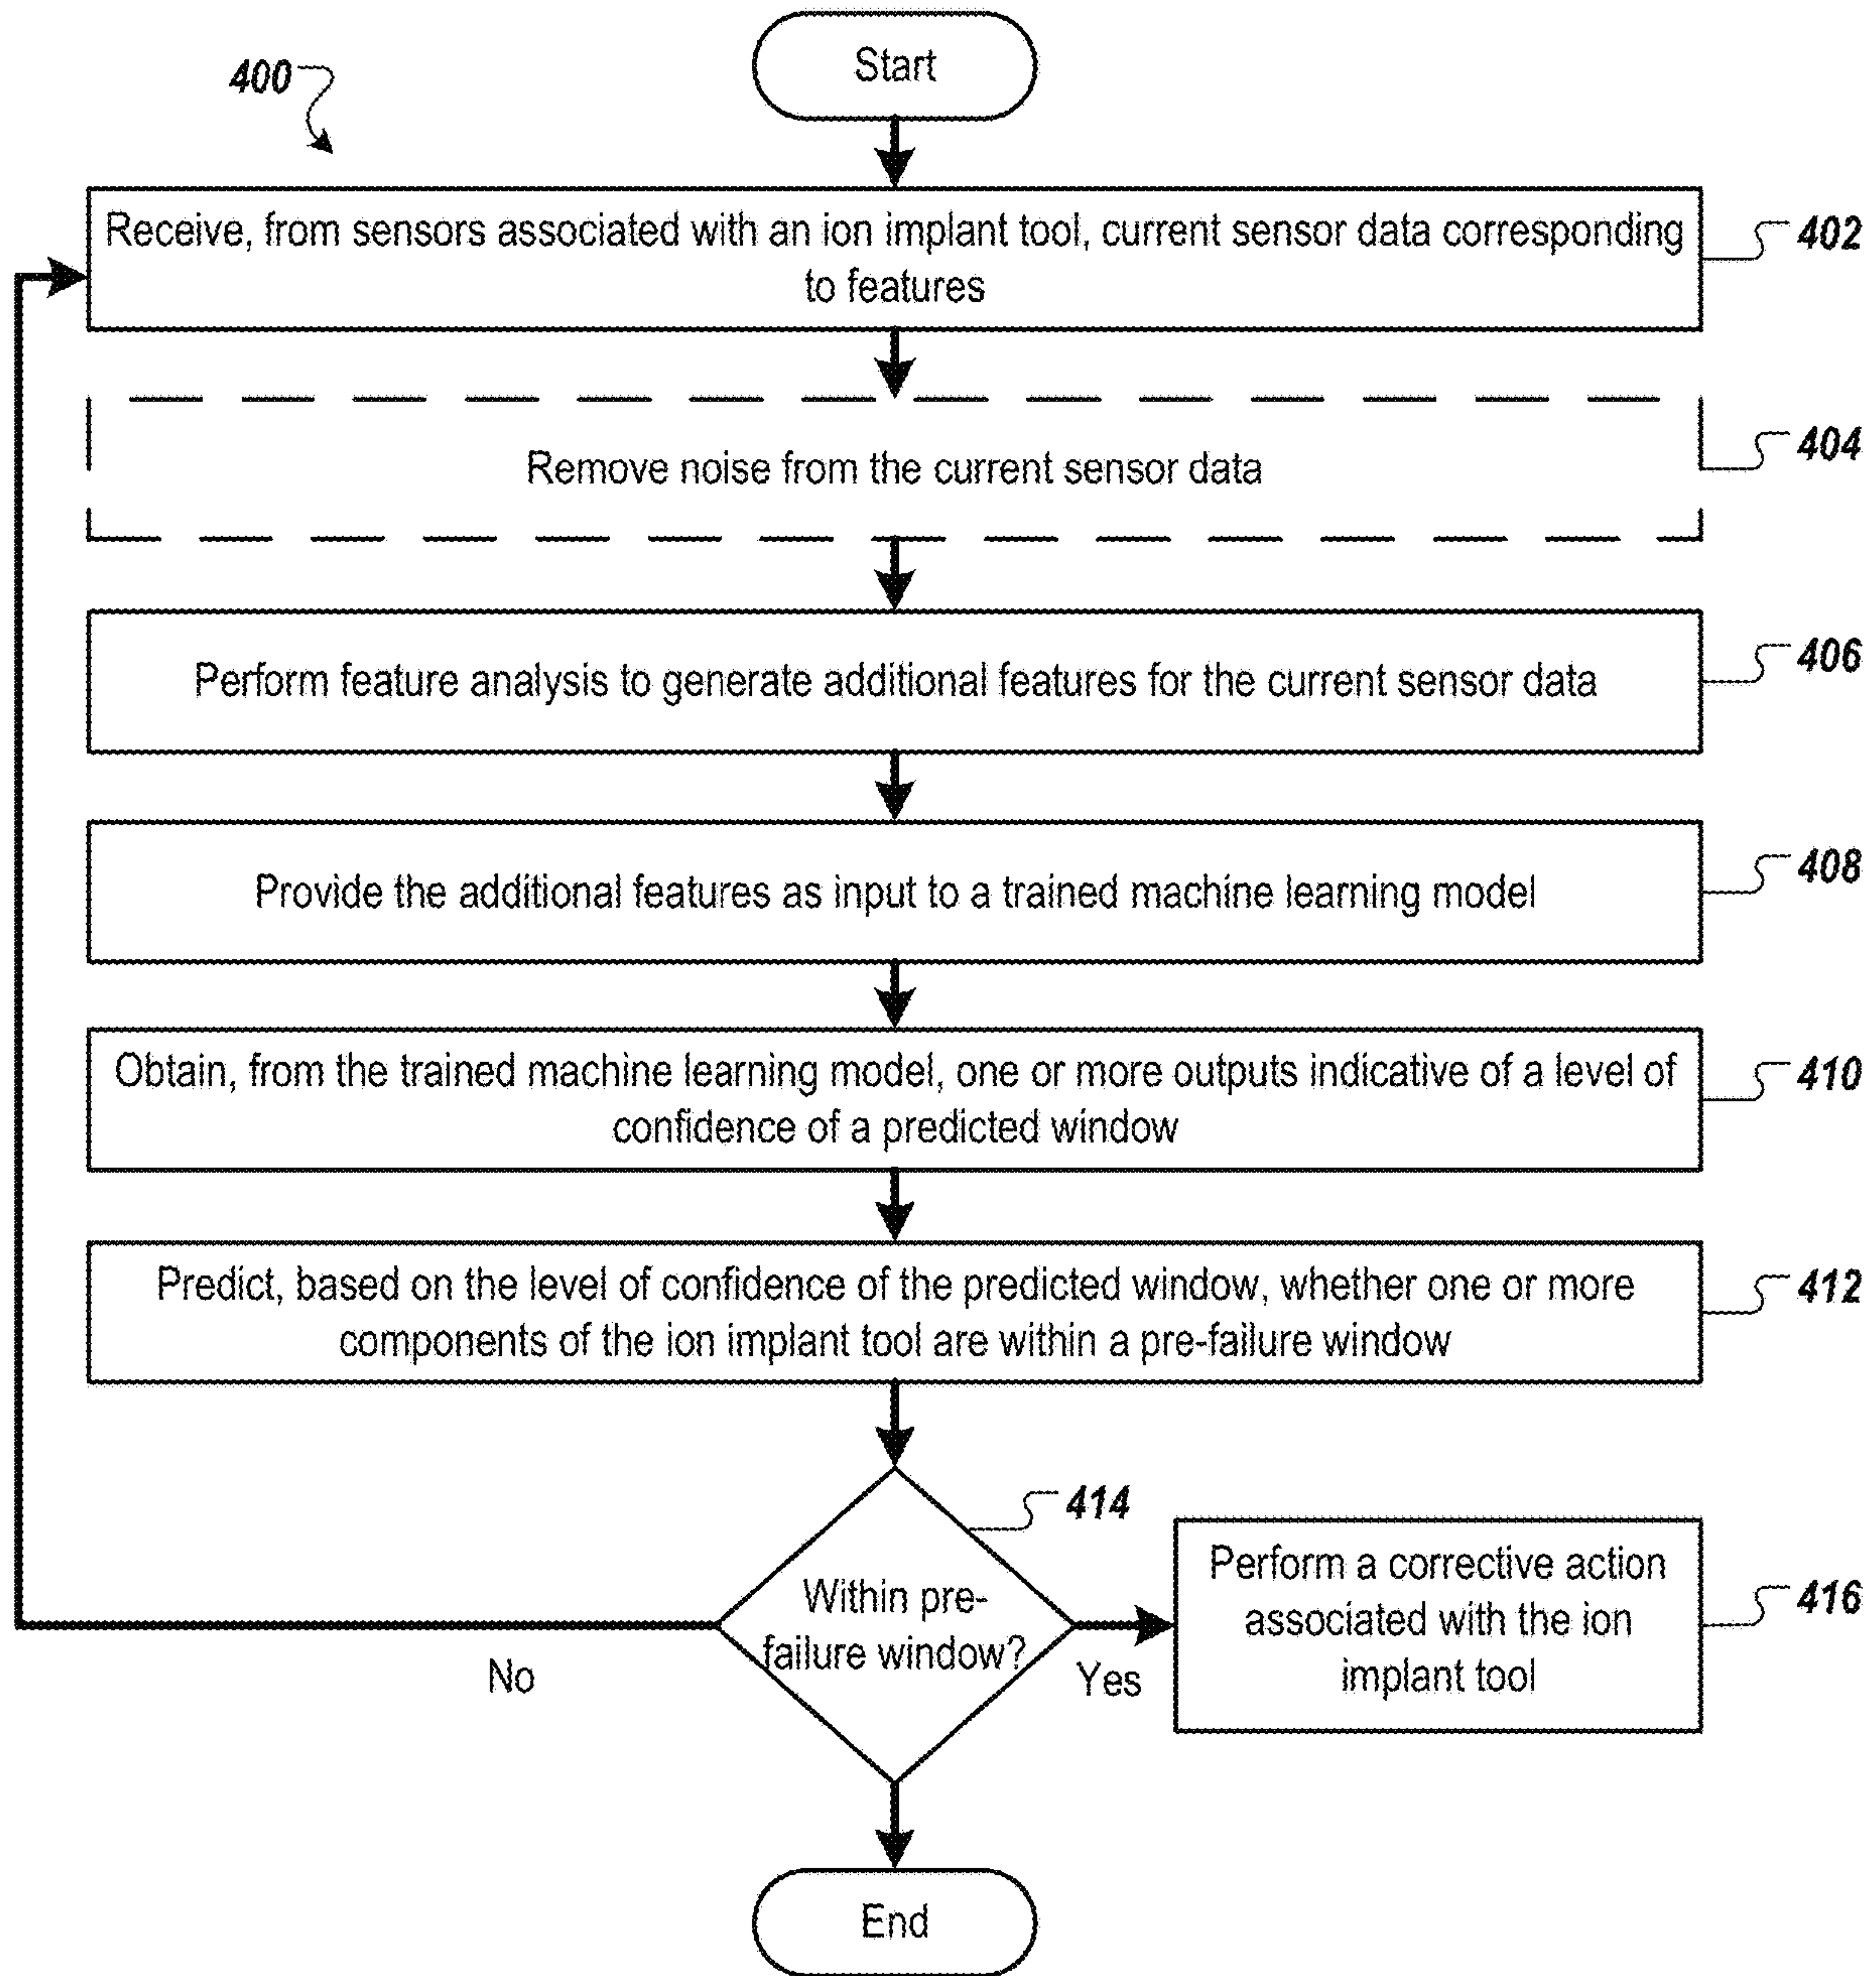 Start
400
Receive, from sensors associated with an ion implant tool, current sensor data corresponding
to features
402
Remove noise from the current sensor data
404
Perform feature analysis to generate additional features for the current sensor data
406
Provide the additional features as input to a trained machine learning model
408
Obtain, from the trained machine learning model, one or more outputs indicative of a level of
confidence of a predicted window
410
Predict, based on the level of confidence of the predicted window, whether one or more
components of the ion implant tool are within a pre-failure window
412
414
Within pre-
failure window?
No
Yes
Perform a corrective action
associated with the ion
implant tool
416
End